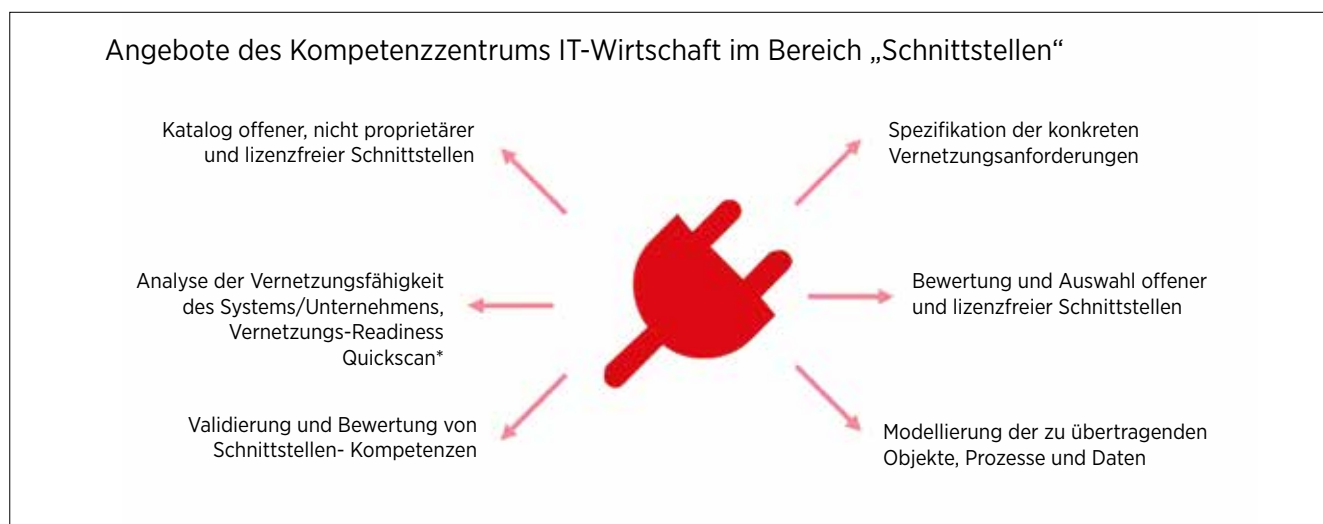 Angebote des Kompetenzzentrums IT-Wirtschaft im Bereich „Schnittstellen“
Katalog offener, nicht proprietärer
und lizenzfreier Schnittstellen
Analyse der Vernetzungsfähigkeit
des Systems/Unternehmens,
Vernetzungs-Readiness
Quickscan*
Validierung und Bewertung von
Schnittstellen- Kompetenzen
Spezifikation der konkreten
Vernetzungsanforderungen
Bewertung und Auswahl offener
und lizenzfreier Schnittstellen
Modellierung der zu übertragenden
Objekte, Prozesse und Daten